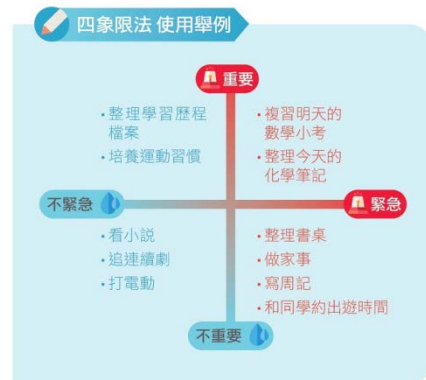 四象限法 使用舉例
重要
・整理學習歷程
檔案
・培養運動習慣
・複習明天的
數學小考
・整理今天的
化學筆記
不緊急
緊急
・看小說
・追連續劇
・打電動
・整理書桌
・做家事
・寫周記
・和同學約出遊時間
不重要